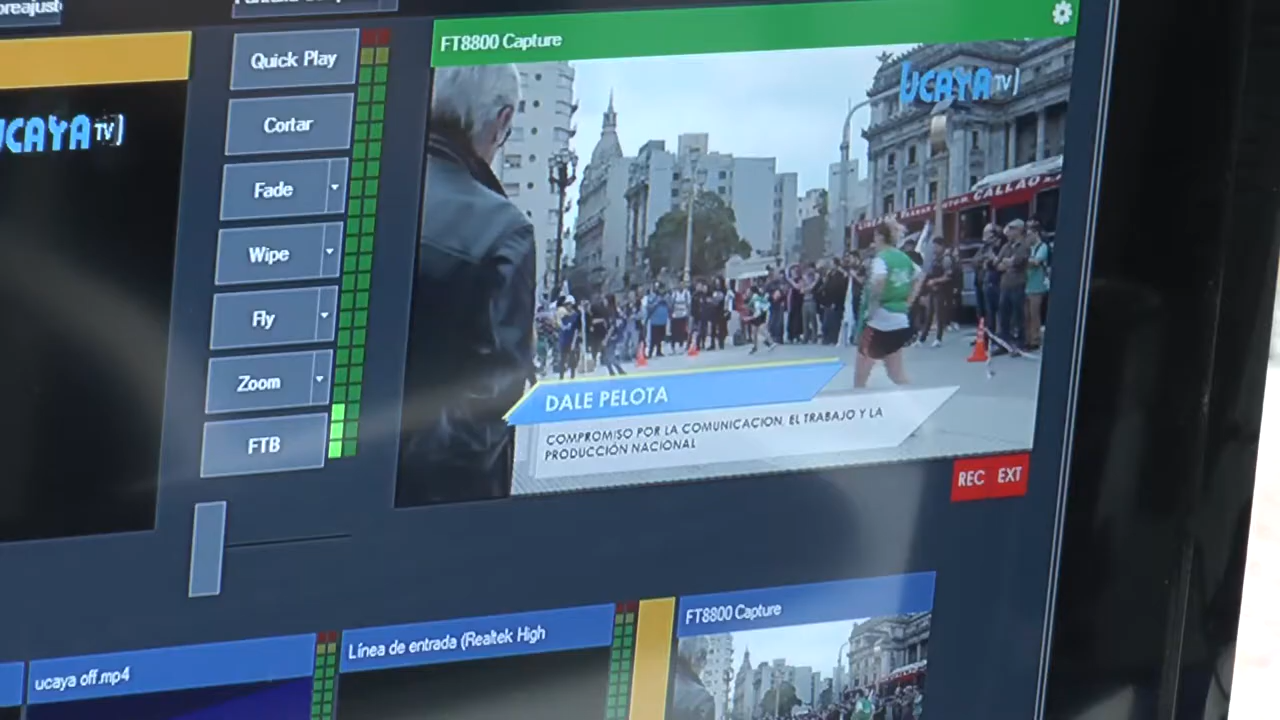 Quick Play
Cortar
Fade
Wipe
Fly
Zoom
FTB
UCAYA TV)
FT8800 Capture
UCAYA TV)
CALLAO
DALE PELOTA
COMPROMISO POR LA COMUNICACION, EL TRABAJO Y LA
PRODUCCIÓN NACIONAL
REC EXT
ucaya off.mp4
Línea de entrada (Realtek High
FT8800 Capture